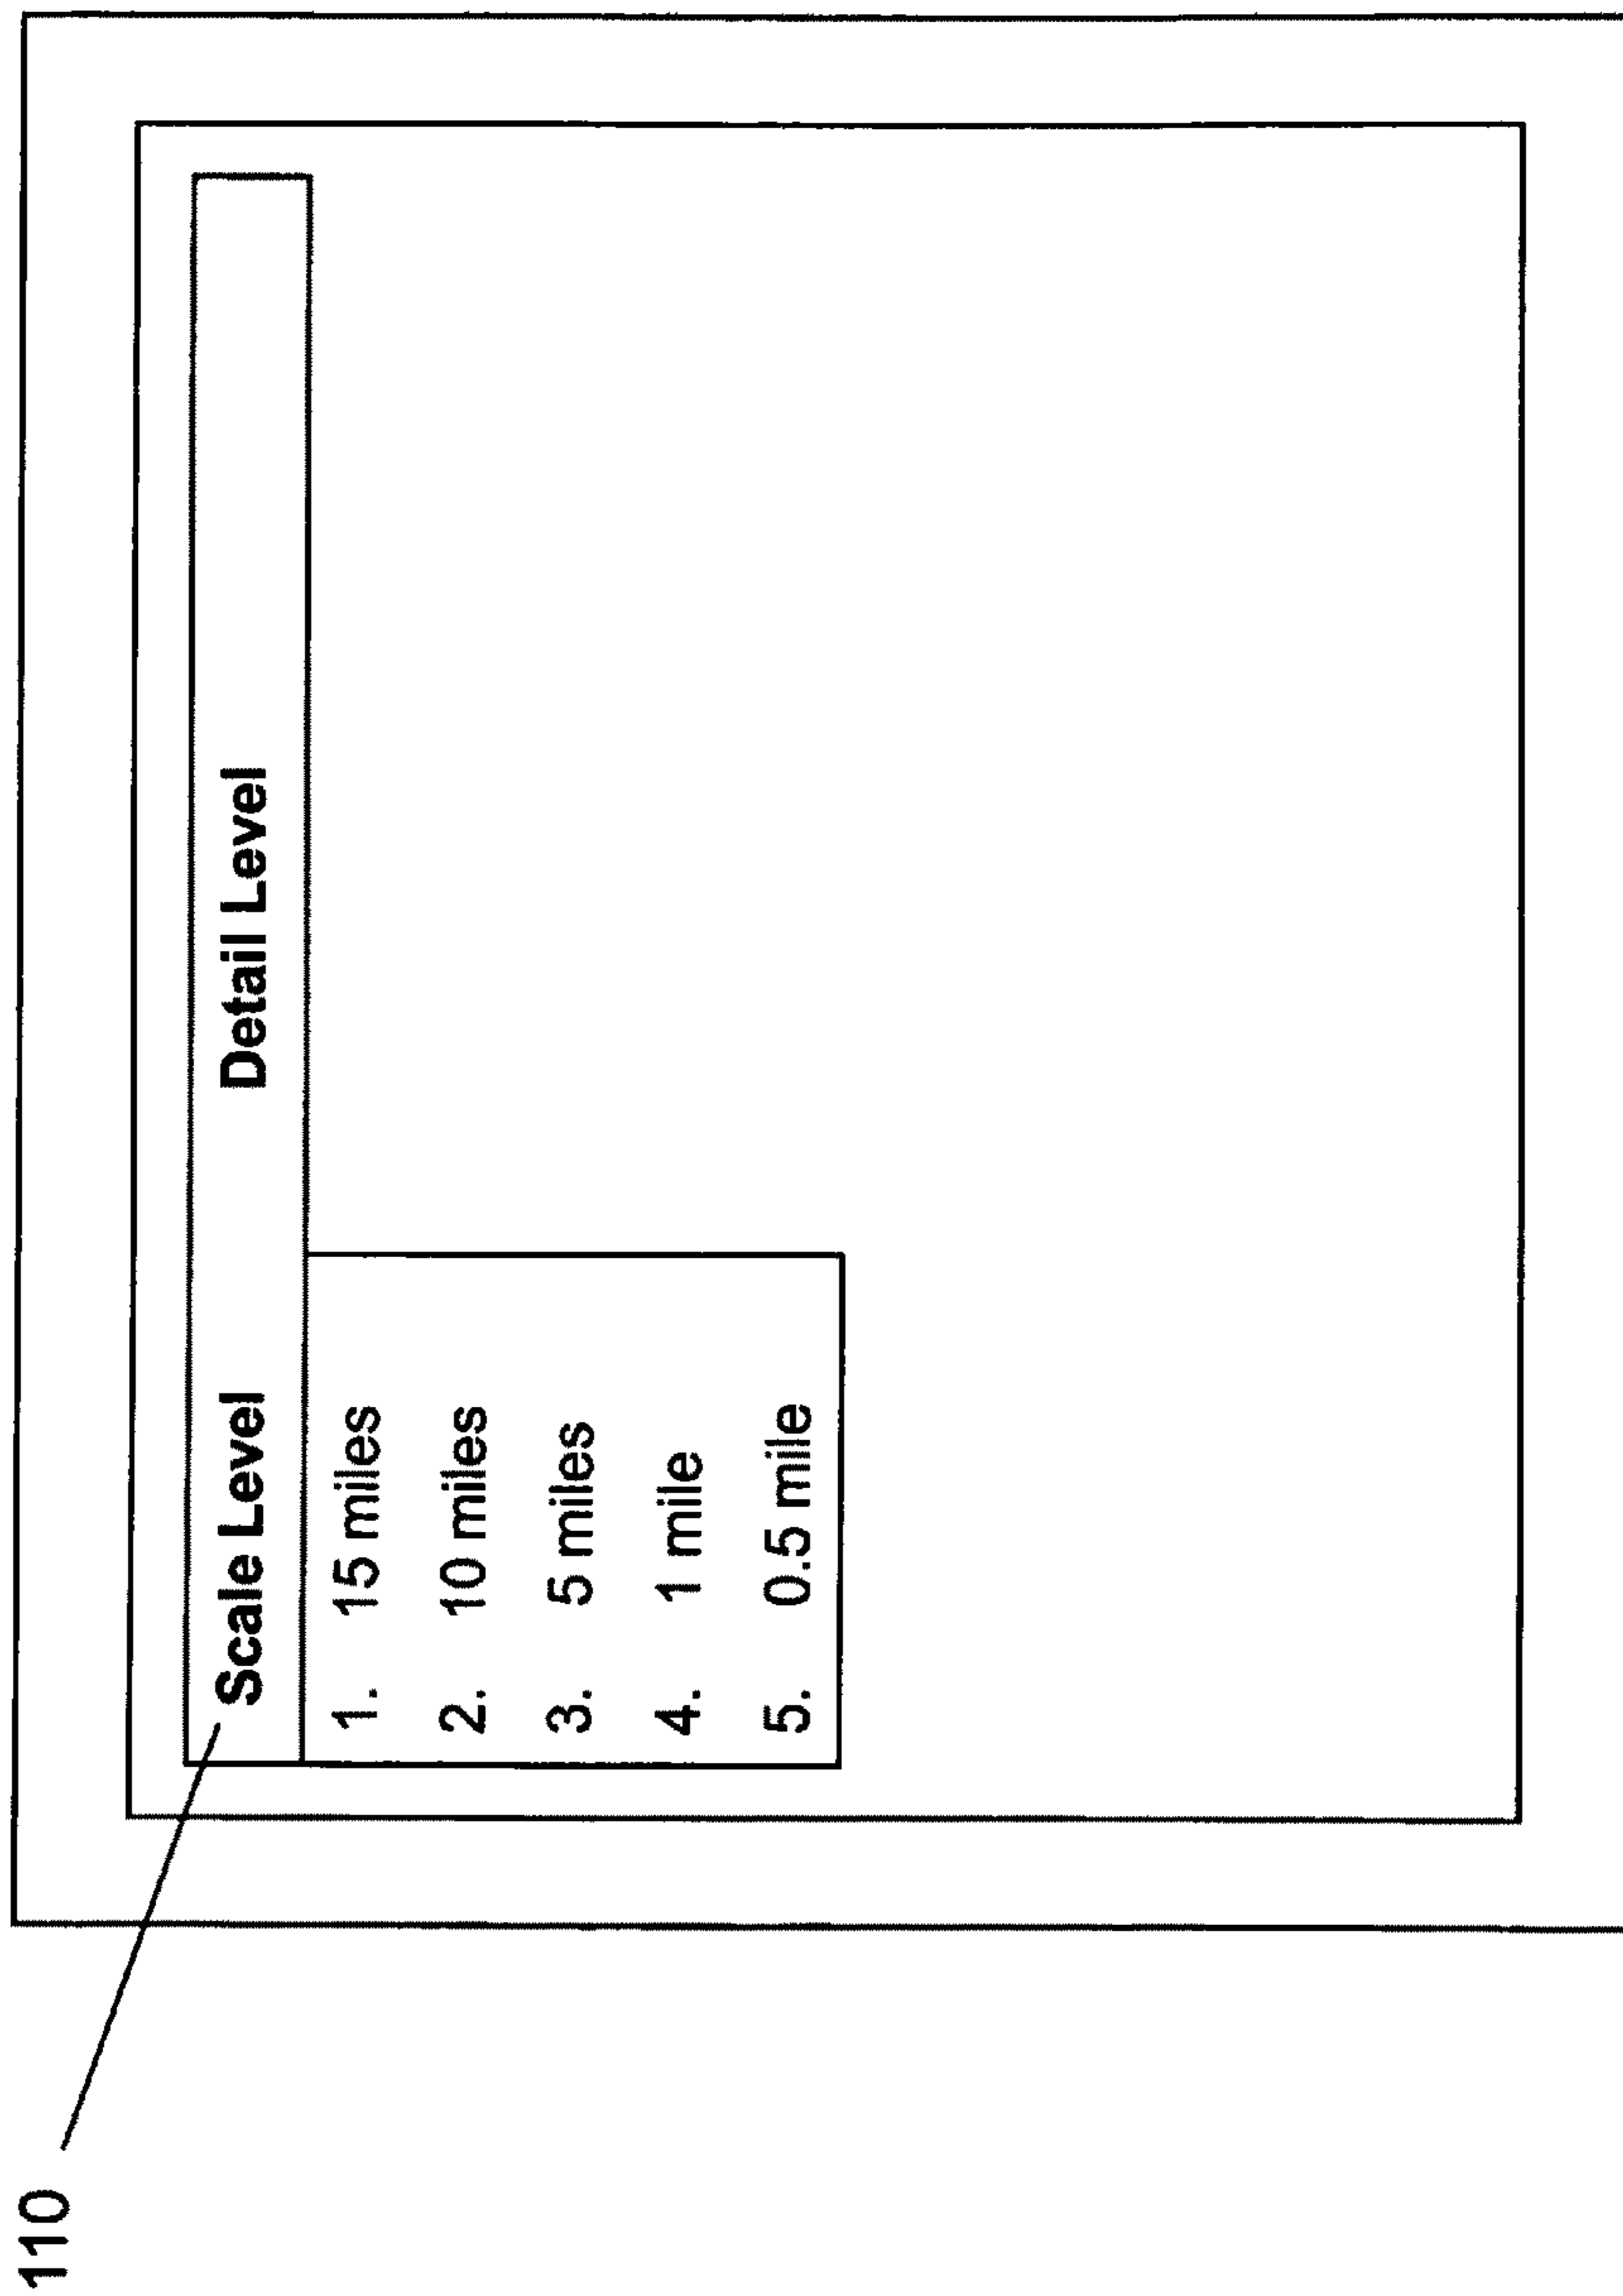 110
Scale Level Detail Level
1. 15 miles
2. 10 miles
3. 5 miles
4. 1 mile
5. 0.5 mile